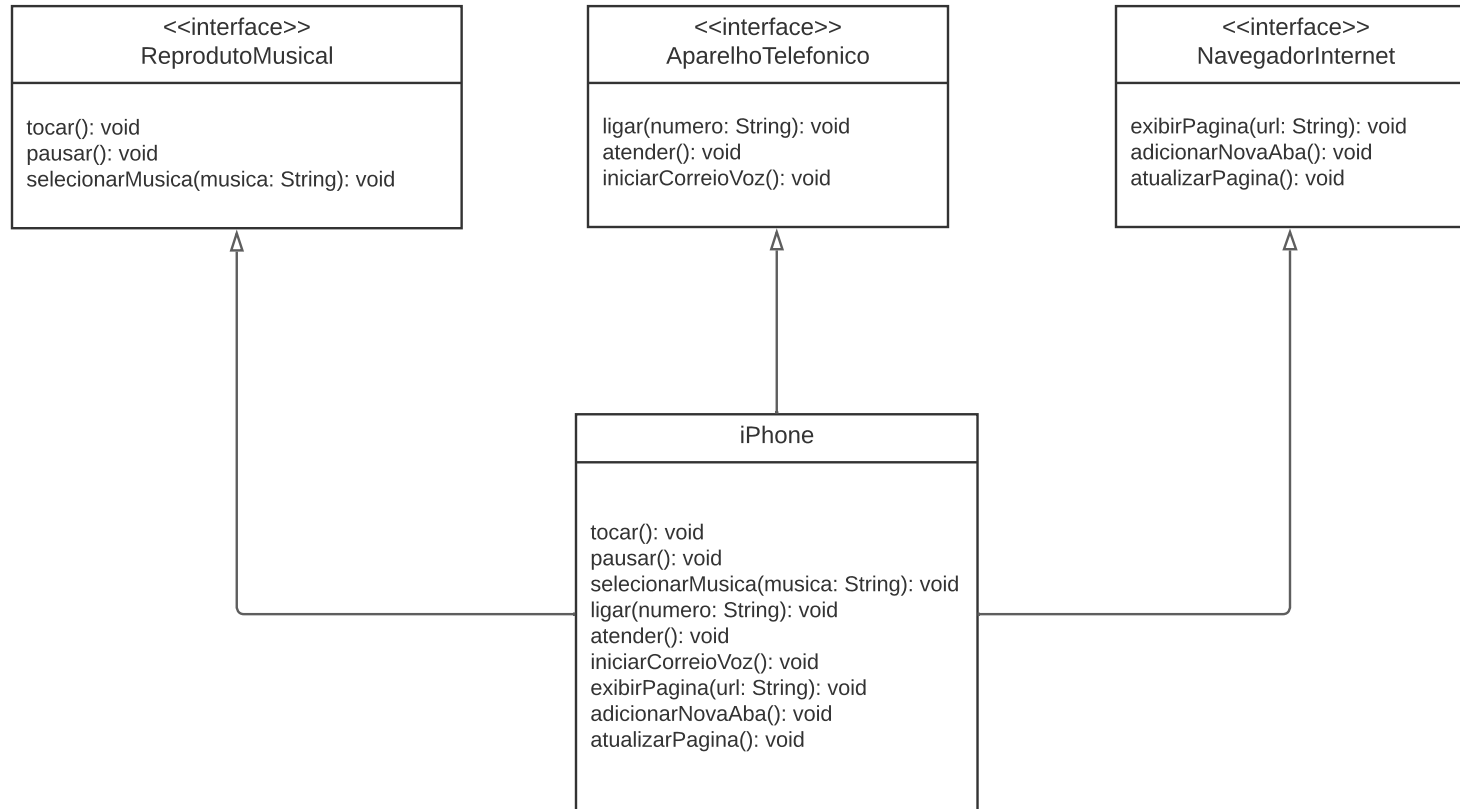 <<interface>>
ReprodutoMusical
tocar(): void
pausar(): void
selecionarMusica(musica: String): void
<<interface>>
AparelhoTelefonico
ligar(numero: String): void
atender(): void
iniciarCorreioVoz(): void
<<interface>>
NavegadorInternet
exibirPagina(url: String): void
adicionarNovaAba(): void
atualizarPagina(): void
iPhone
tocar(): void
pausar(): void
selecionarMusica(musica: String): void
ligar(numero: String): void
atender(): void
iniciarCorreioVoz(): void
exibirPagina(url: String): void
adicionarNovaAba(): void
atualizarPagina(): void